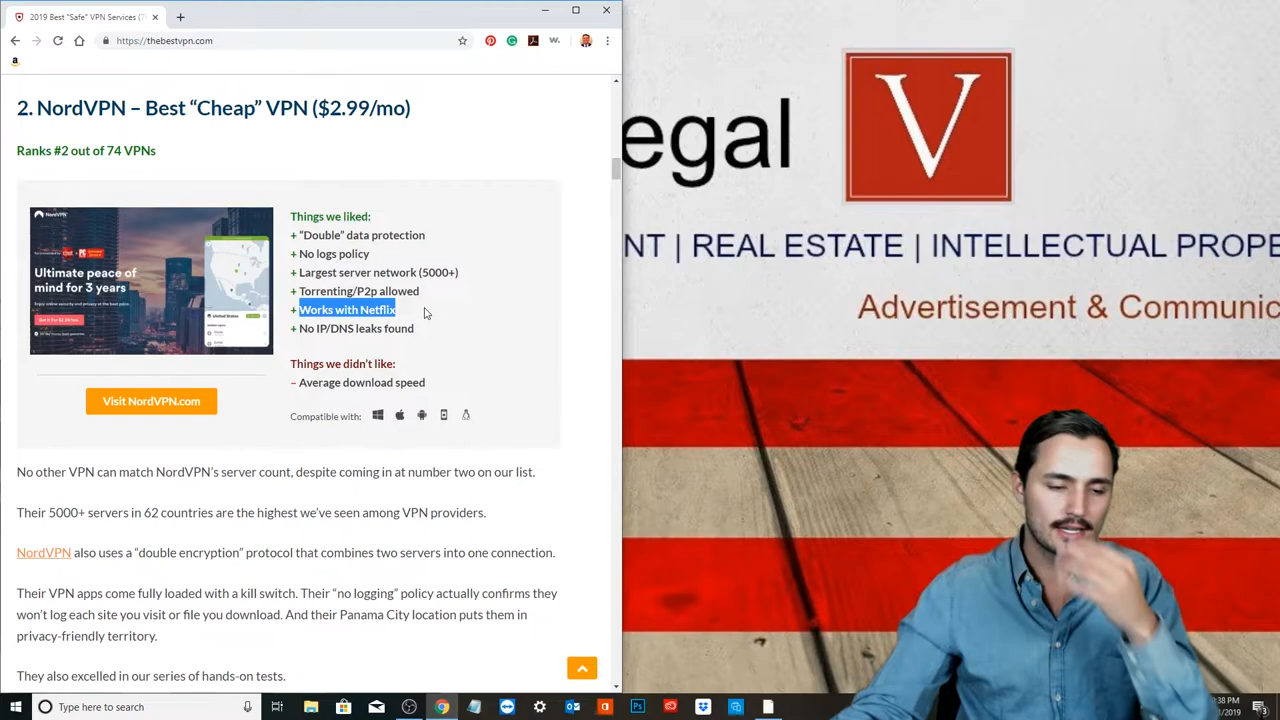 2019 Best "Safe" VPN Services (7
https://thebestvpn.com
2. NordVPN – Best “Cheap” VPN ($2.99/mo)
Ranks #2 out of 74 VPNs
NordVPN
Ultimate peace of
mind for 3 years
Things we liked:
+ “Double” data protection
+ No logs policy
+ Largest server network (5000+)
+ Torrenting/P2p allowed
+ Works with Netflix
+ No IP/DNS leaks found
Things we didn’t like:
– Average download speed
Visit NordVPN.com
Compatible with:
No other VPN can match NordVPN’s server count, despite coming in at number two on our list.
Their 5000+ servers in 62 countries are the highest we’ve seen among VPN providers.
NordVPN also uses a “double encryption” protocol that combines two servers into one connection.
Their VPN apps come fully loaded with a kill switch. Their “no logging” policy actually confirms they
won’t log each site you visit or file you download. And their Panama City location puts them in
privacy-friendly territory.
They also excelled in our series of hands-on tests.
egal
V
NT | REAL ESTATE | INTELLECTUAL PROPE
Advertisement & Communic
Type here to search
:38 PM
/2019